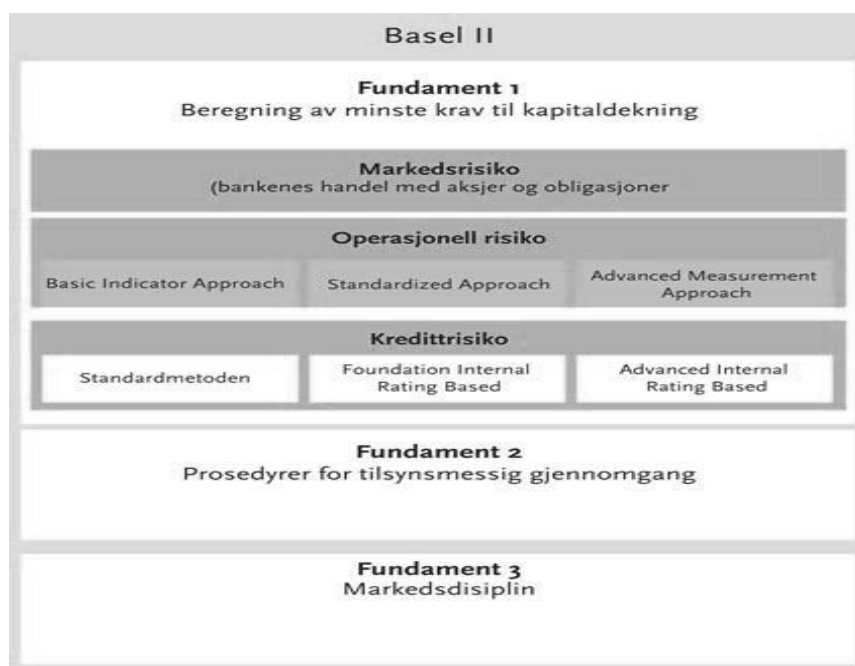 Basel II
Fundament 1
Beregning av minste krav til kapitaldekning
Markedsrisiko
(bankenes handel med aksjer og obligasjoner
Operasjonell risiko
Basic Indicator Approach
Standardized Approach
Advanced Measurement
Approach
Kredittrisiko
Standardmetoden
Foundation Internal
Rating Based
Advanced Internal
Rating Based
Fundament 2
Prosedyrer for tilsynsmessig gjennomgang
Fundament 3
Markedsdisiplin